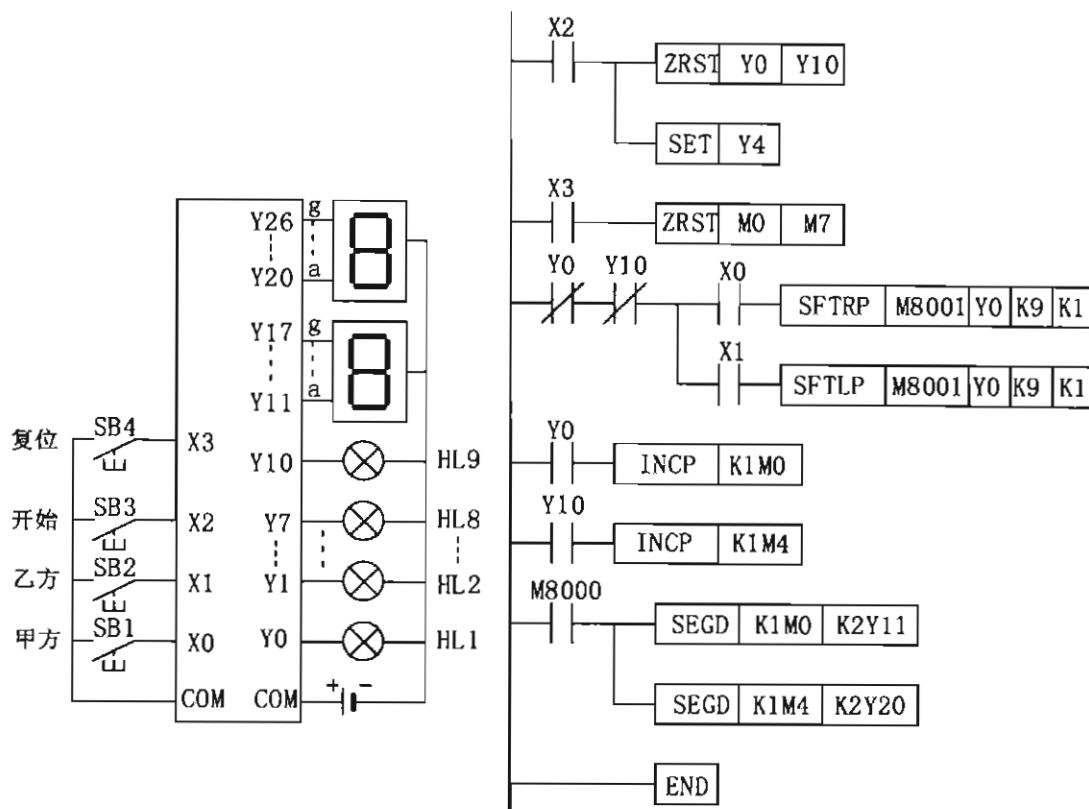 Y26 g
Y20 a
Y17 g
Y11 a
复位 SB4 X3
Y10 HL9
开始 SB3 X2
Y7 HL8
乙方 SB2 X1
Y1 HL2
甲方 SB1 X0
Y0 HL1
COM COM + -
X2
ZRST Y0 Y10
SET Y4
X3
ZRST M0 M7
Y0 Y10 X0
SFTRP M8001 Y0 K9 K1
X1
SFTLP M8001 Y0 K9 K1
Y0
INCP K1M0
Y10
INCP K1M4
M8000
SEGD K1M0 K2Y11
SEGD K1M4 K2Y20
END